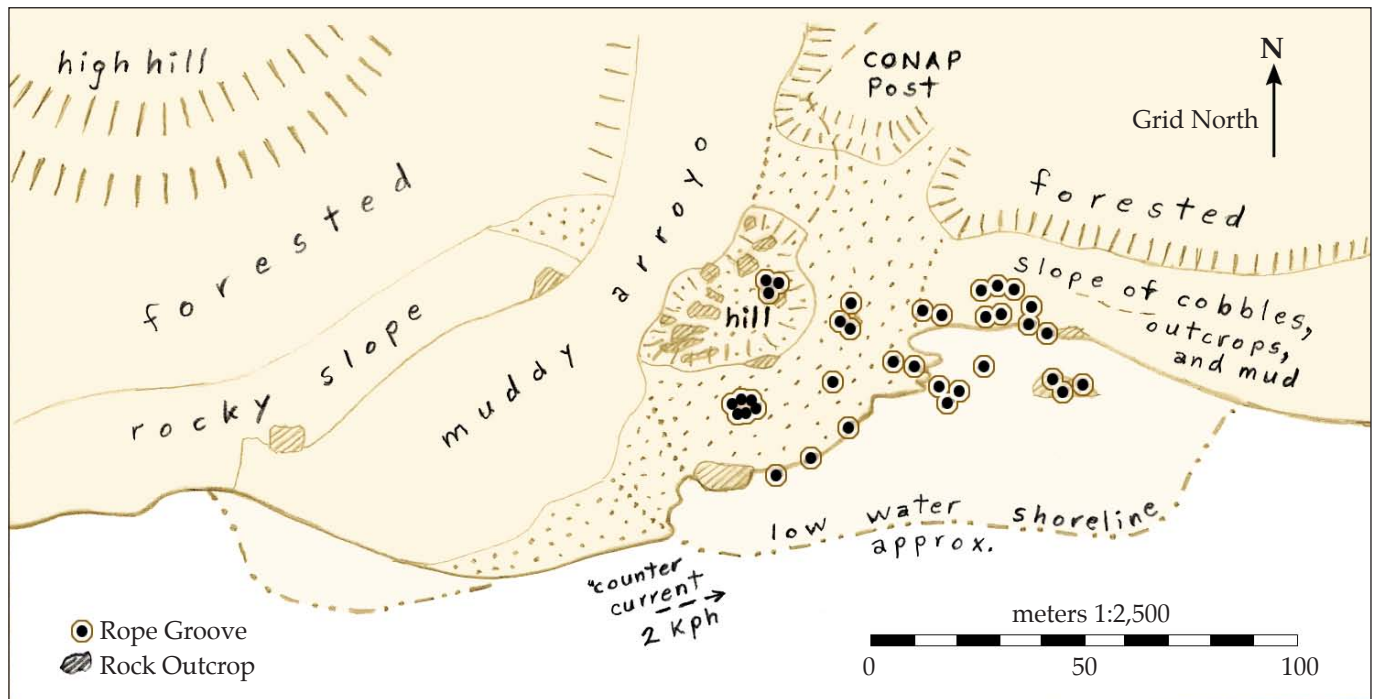 high hill
CONAP
Post
N
Grid North
forested
forested
arroyo
muddy
rocky slope
hill
slope of cobbles,
outcrops,
and mud
low water shoreline
approx.
"counter
current
2 Kph
Rope Groove
Rock Outcrop
meters 1:2,500
0 50 100